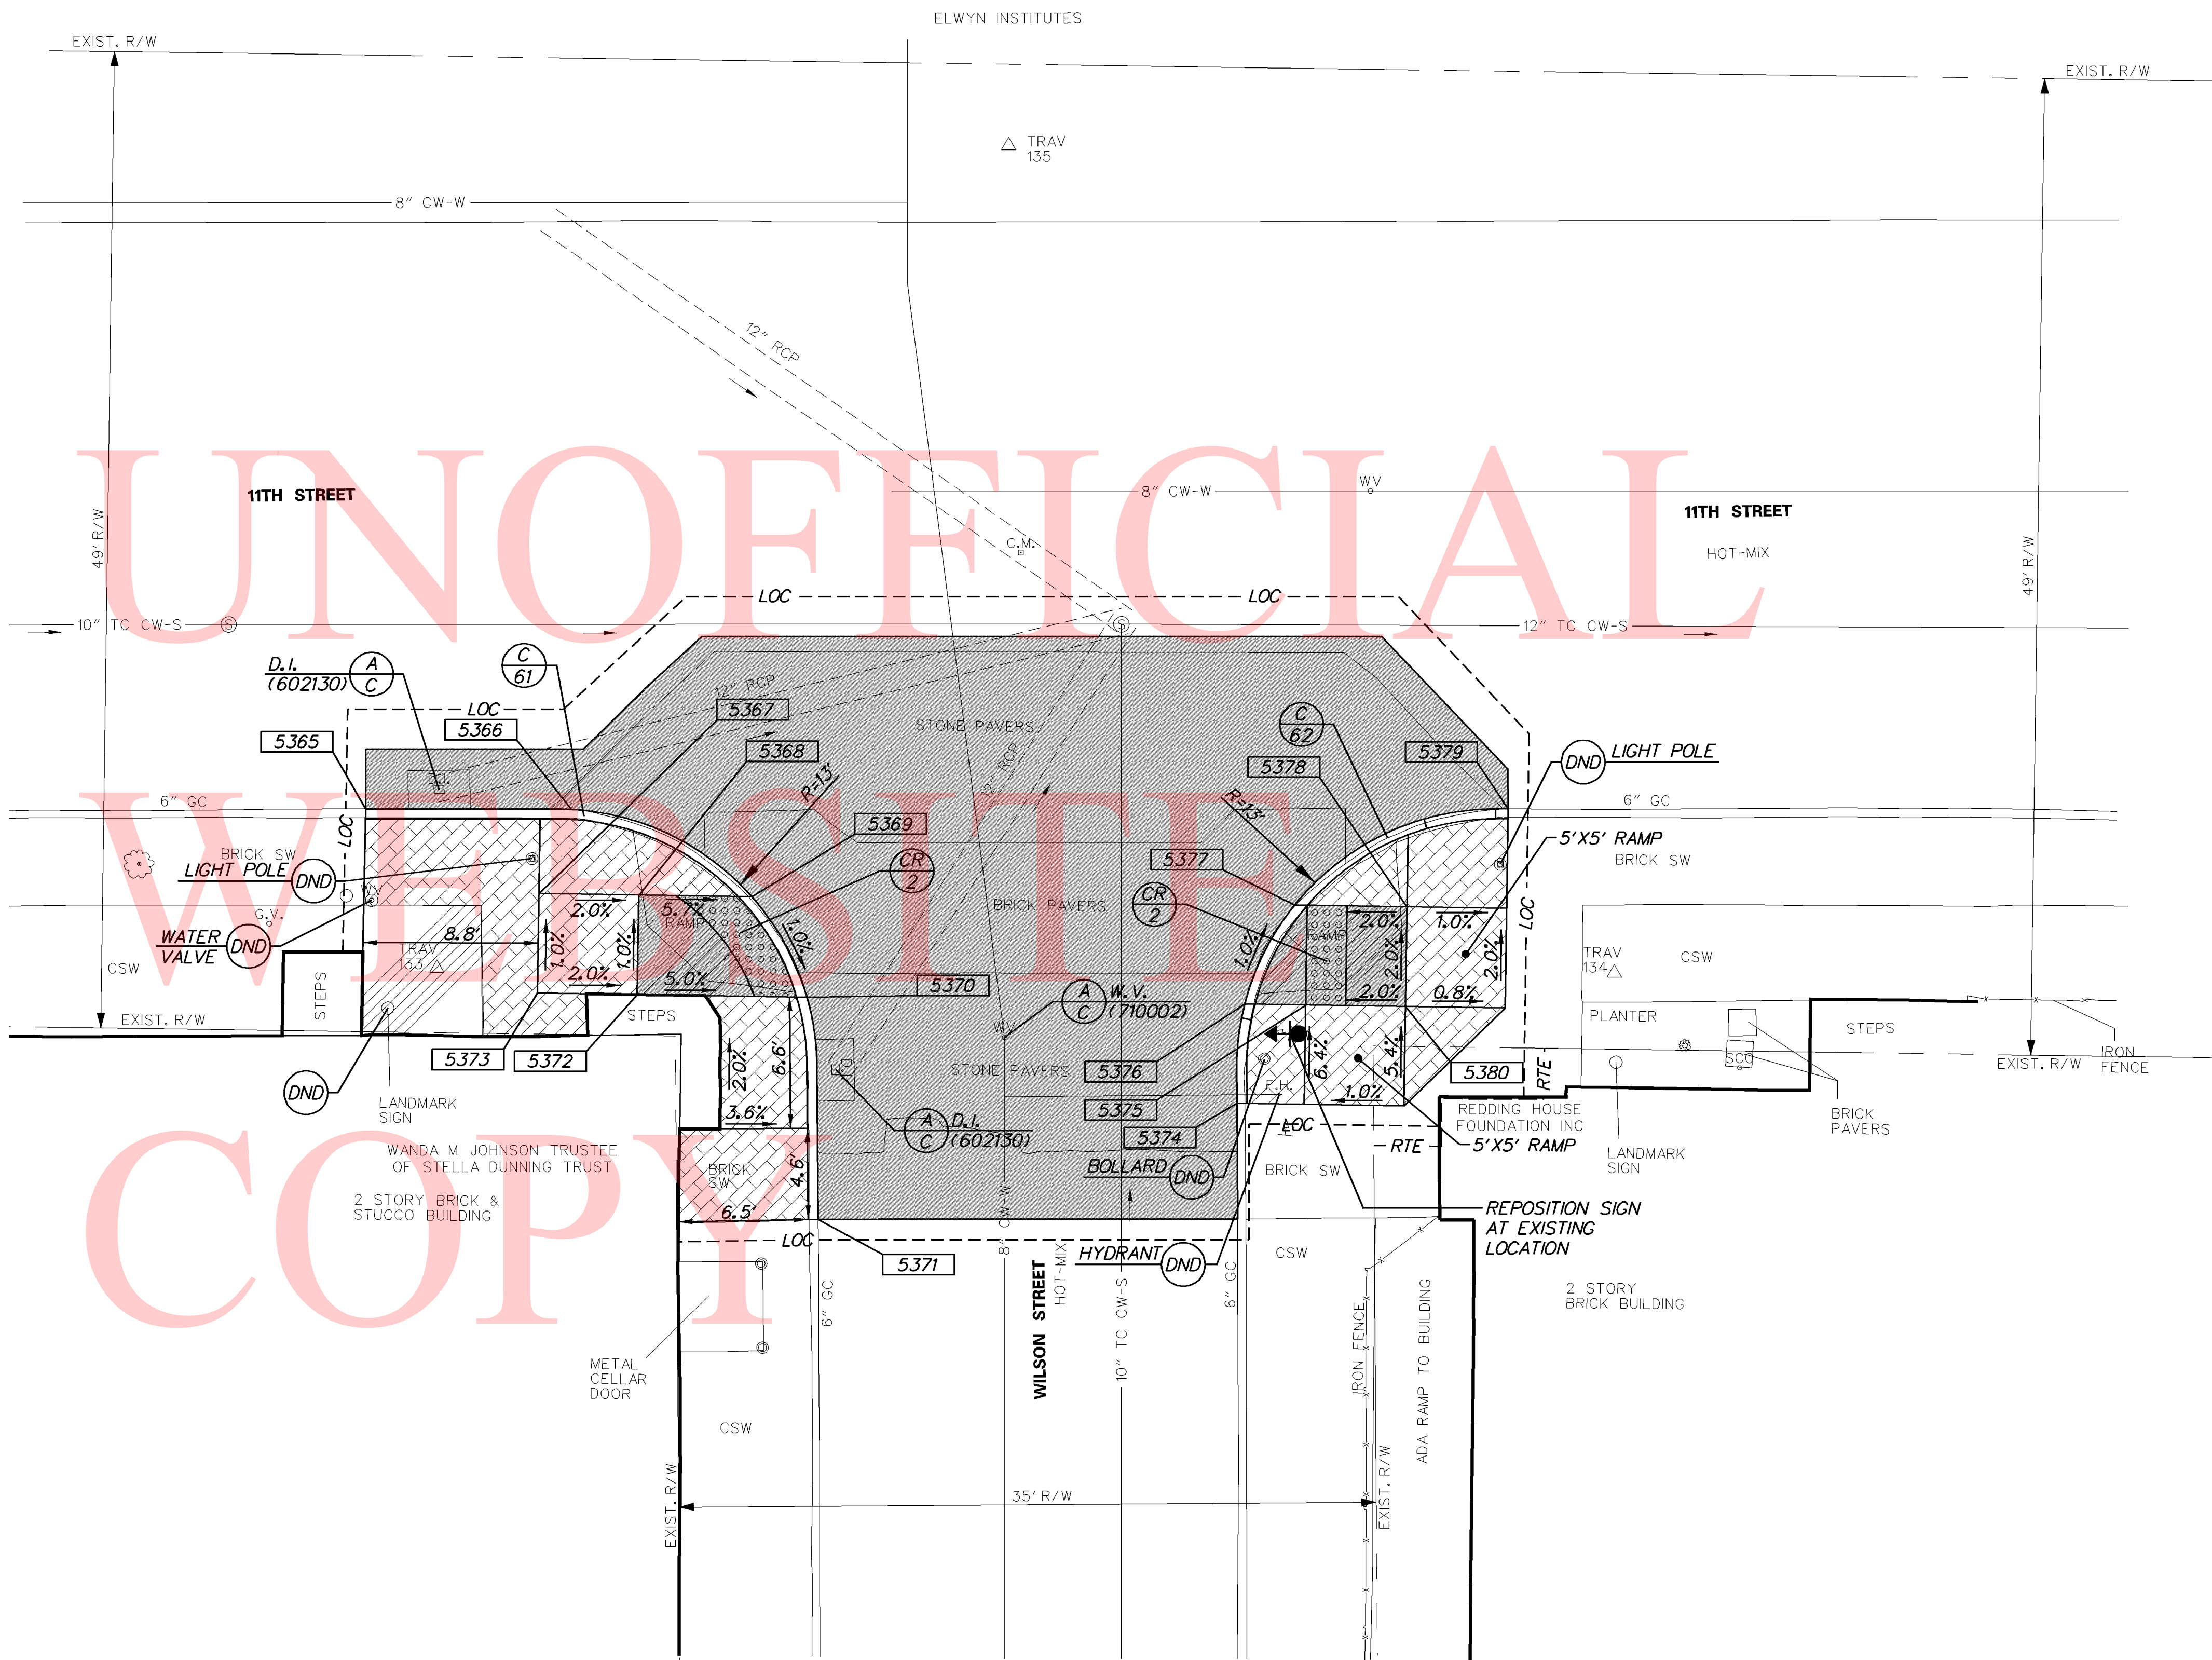 ELWYN INSTITUTES
EXIST. R/W
EXIST. R/W
TRAV
135
8" CW-W
12" RCP
UNOFFICIAL
WEBSITE
COPY
11TH STREET
49' R/W
8" CW-W
WV
C.M.
11TH STREET
HOT-MIX
49' R/W
LOC
LOC
10" TC CW-S
S
S
12" TC CW-S
D.I.
(602130)
A
C
C
61
LOC
5365
5366
5367
5368
12" RCP
STONE PAVERS
R=13'
12" RCP
C
62
5378
5379
DND
LIGHT POLE
D.I.
6" GC
6" GC
LOC
BRICK SW
LIGHT POLE
DND
WV
G.V.
WATER
VALVE
DND
CSW
TRAV
133
8.8'
5369
CR
2
R=13'
5377
CR
2
BRICK PAVERS
5'X5' RAMP
BRICK SW
2.0%
5.7%
RAMP
1.0%
1.0%
1.0%
2.0%
5.0%
1.0%
RAMP
2.0%
1.0%
2.0%
2.0%
2.0%
0.8%
LOC
TRAV
134
CSW
STEPS
EXIST. R/W
5370
A
C
W.V.
(710002)
WV
STEPS
5373
5372
2.0%
6.6'
3.6%
D.I.
STONE PAVERS
5376
5375
5374
6.4%
5.4%
1.0%
F.H.
5380
RTE
PLANTER
SCO
STEPS
EXIST. R/W
IRON
FENCE
DND
LANDMARK
SIGN
WANDA M JOHNSON TRUSTEE
OF STELLA DUNNING TRUST
2 STORY BRICK &
STUCCO BUILDING
A
C
D.I.
(602130)
LOC
RTE
REDDING HOUSE
FOUNDATION INC
5'X5' RAMP
LANDMARK
SIGN
BRICK
PAVERS
BRICK
SW
4.6'
6.5'
BOLLARD
DND
BRICK SW
REPOSITION SIGN
AT EXISTING
LOCATION
LOC
5371
8" CW-W
HYDRANT
DND
CSW
WILSON STREET
HOT-MIX
10" TC CW-S
6" GC
6" GC
2 STORY
BRICK BUILDING
METAL
CELLAR
DOOR
CSW
IRON FENCE
ADA RAMP TO BUILDING
EXIST. R/W
35' R/W
EXIST. R/W